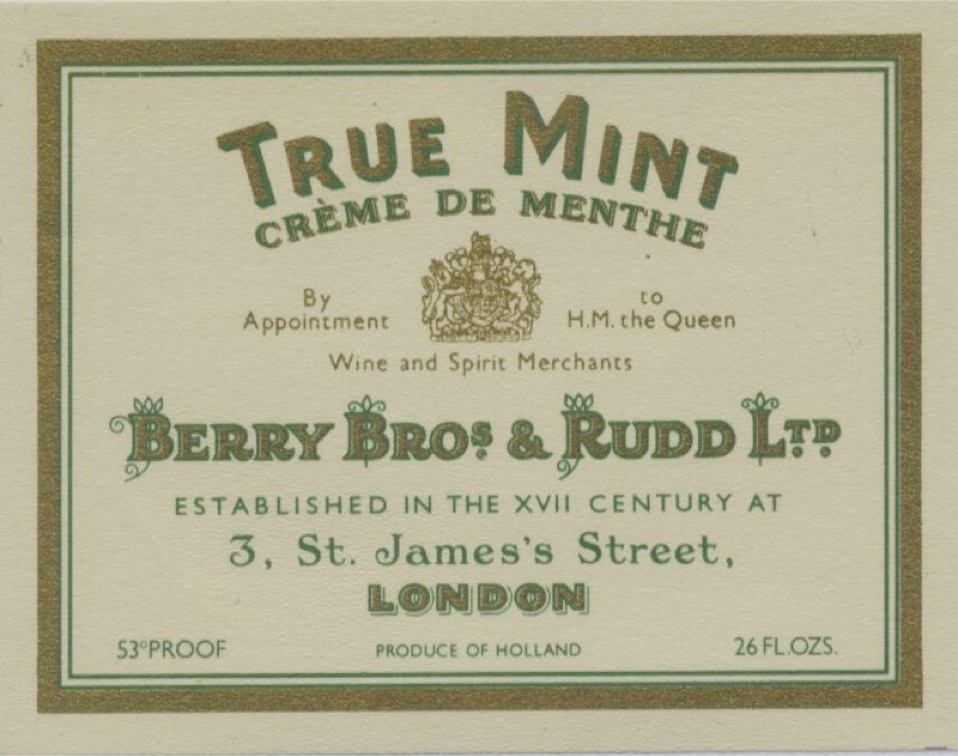 TRUE MINT
CRÈME DE MENTHE
By Appointment to H.M. the Queen
Wine and Spirit Merchants
BERRY BROS. & RUDD LTD.
ESTABLISHED IN THE XVII CENTURY AT
3, St. James's Street,
LONDON
53° PROOF PRODUCE OF HOLLAND 26 FL.OZS.